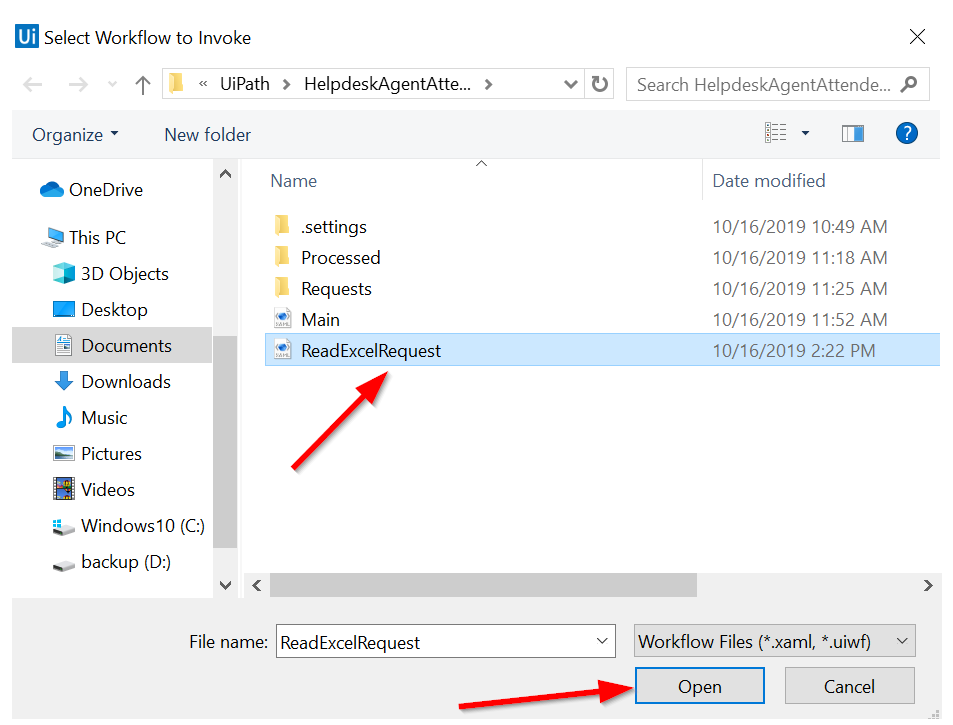 Ui Select Workflow to Invoke
« UiPath > HelpdeskAgentAtte... > Search HelpdeskAgentAttende...
Organize New folder ?
Name Date modified
OneDrive
This PC
3D Objects
Desktop
Documents
Downloads
Music
Pictures
Videos
Windows10 (C:)
backup (D:)
.settings 10/16/2019 10:49 AM
Processed 10/16/2019 11:18 AM
Requests 10/16/2019 11:25 AM
Main 10/16/2019 11:52 AM
ReadExcelRequest 10/16/2019 2:22 PM
File name: ReadExcelRequest Workflow Files (*.xaml, *.uiwf)
Open Cancel